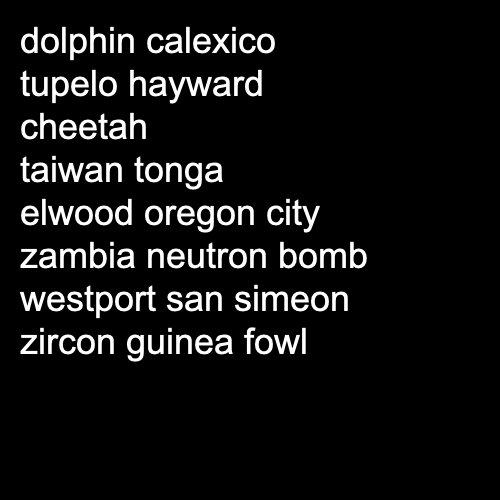 dolphin calexico
tupelo hayward
cheetah
taiwan tonga
elwood oregon city
zambia neutron bomb
westport san simeon
zircon guinea fowl